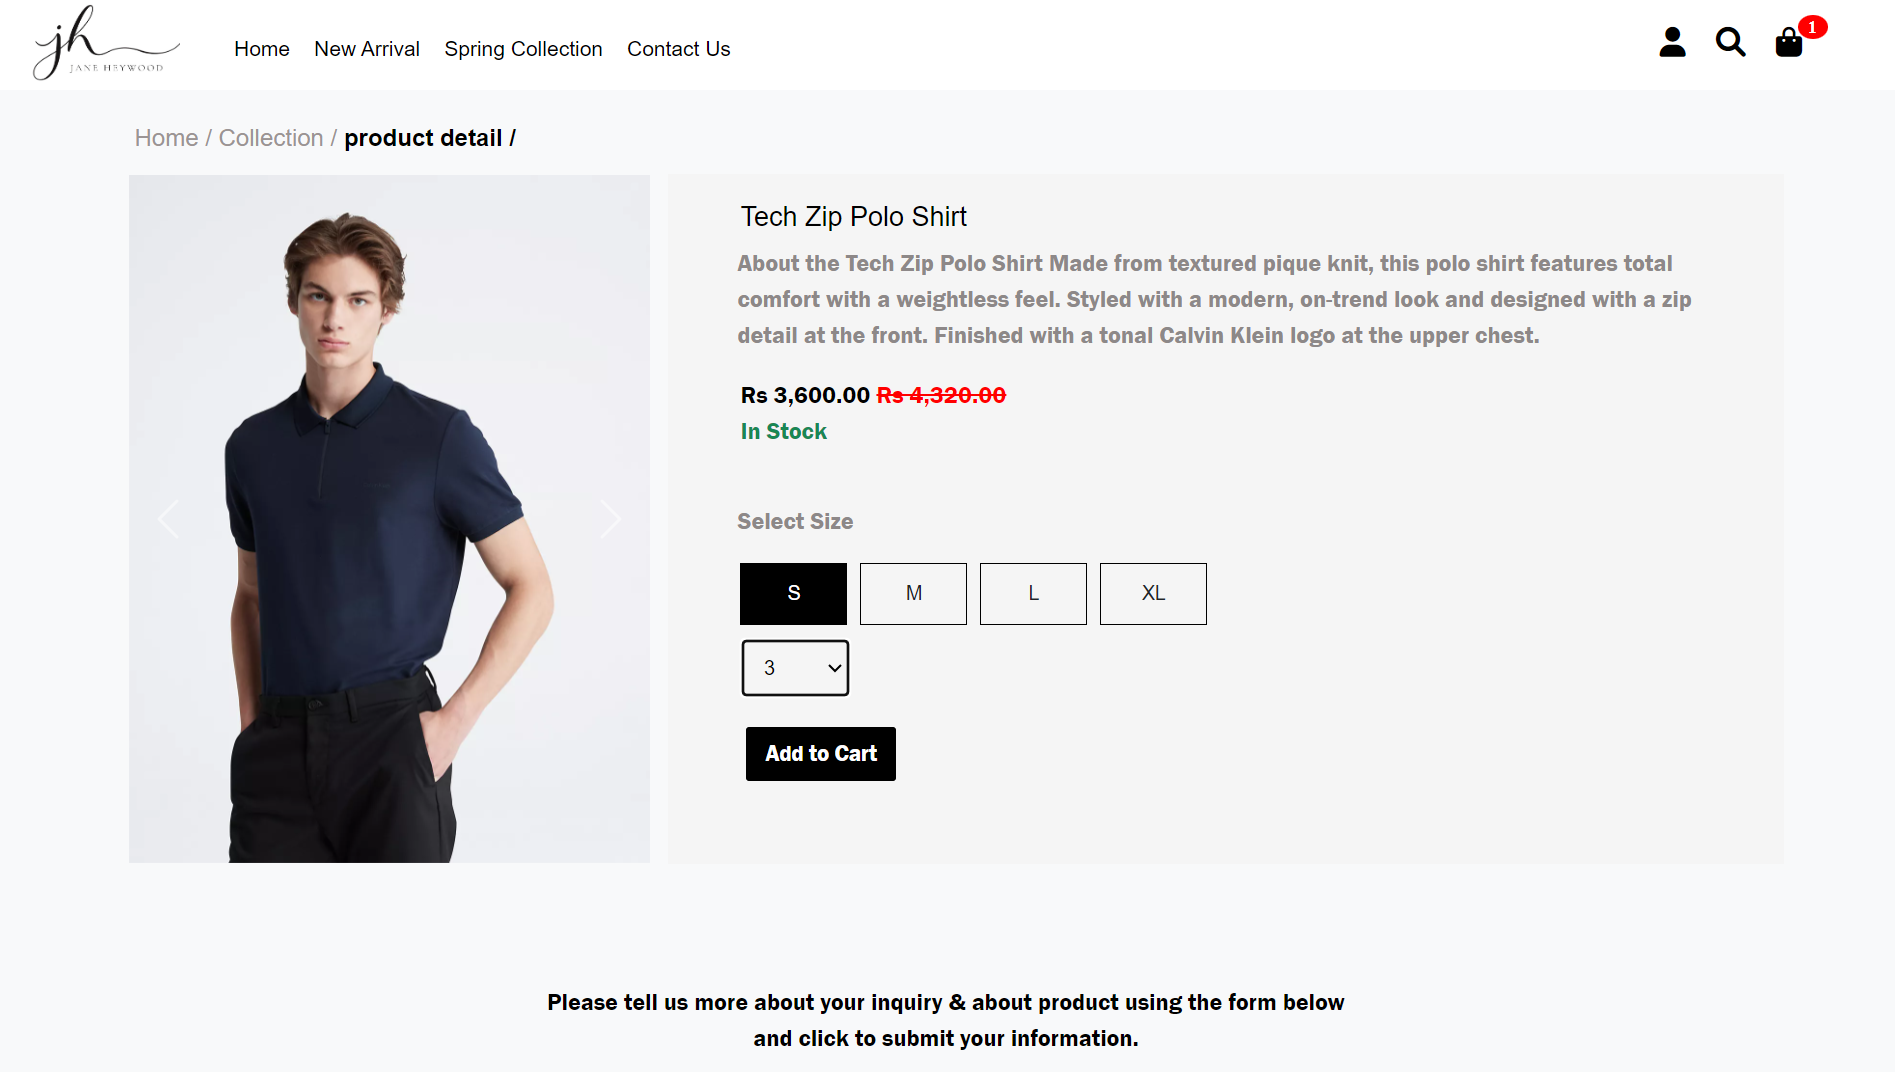 jh
JANE HEYWOOD
Home New Arrival Spring Collection Contact Us
1
Home / Collection / product detail /
Tech Zip Polo Shirt
About the Tech Zip Polo Shirt Made from textured pique knit, this polo shirt features total
comfort with a weightless feel. Styled with a modern, on-trend look and designed with a zip
detail at the front. Finished with a tonal Calvin Klein logo at the upper chest.
Rs 3,600.00 Rs 4,320.00
In Stock
Select Size
S M L XL
3
Add to Cart
Please tell us more about your inquiry & about product using the form below
and click to submit your information.